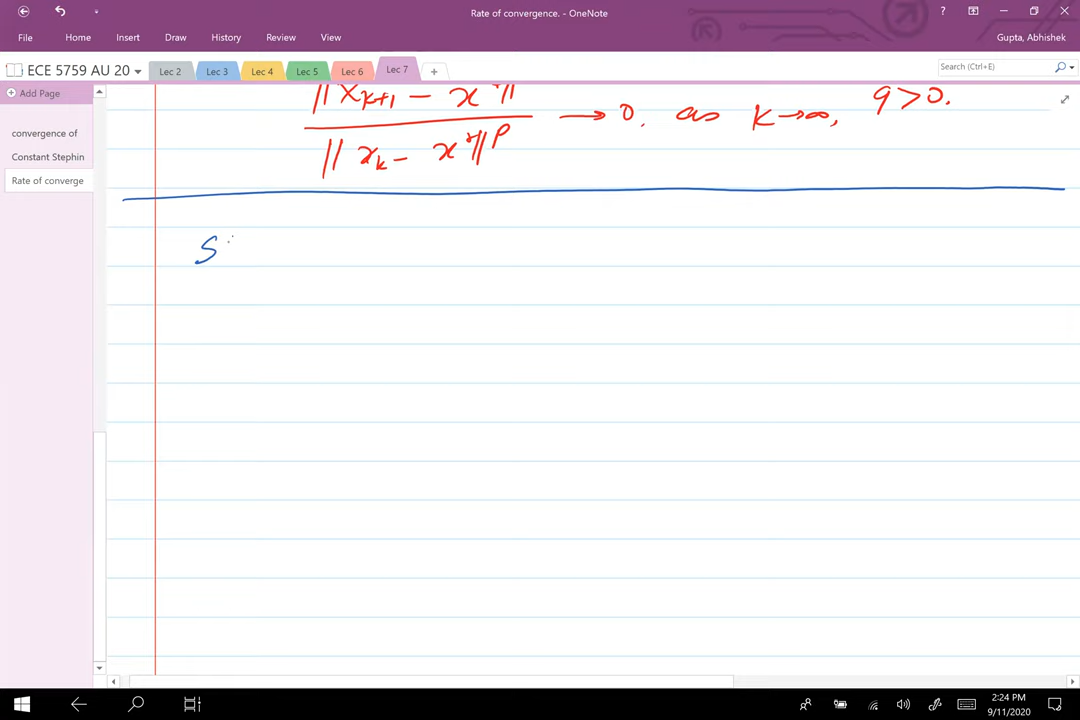 Rate of convergence. - OneNote
?
File
Home
Insert
Draw
History
Review
View
Gupta, Abhishek
ECE 5759 AU 20
Lec 2
Lec 3
Lec 4
Lec 5
Lec 6
Lec 7
+
Search (Ctrl+E)
Add Page
convergence of
Constant Stephin
Rate of converge
‖x_{k+1} - x*‖
‖x_k - x*‖^p
→ 0. as k→∞, q>0.
S
2:24 PM
9/11/2020